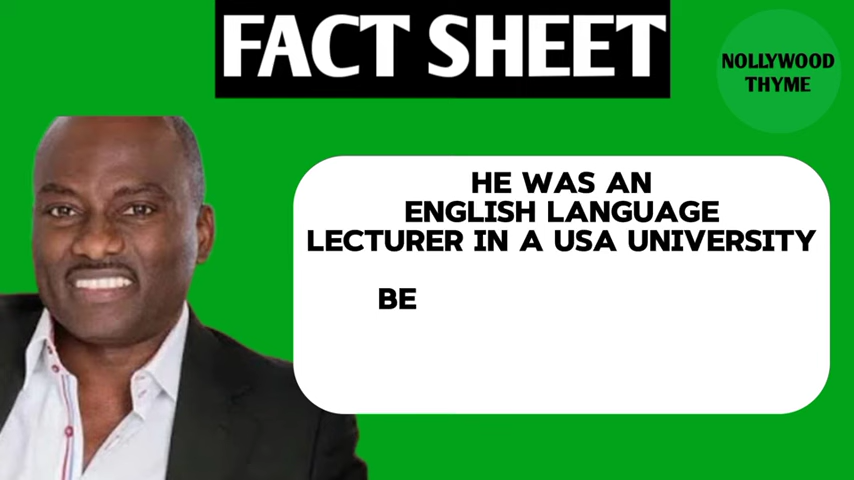 FACT SHEET
NOLLYWOOD
THYME
HE WAS AN
ENGLISH LANGUAGE
LECTURER IN A USA UNIVERSITY
BE